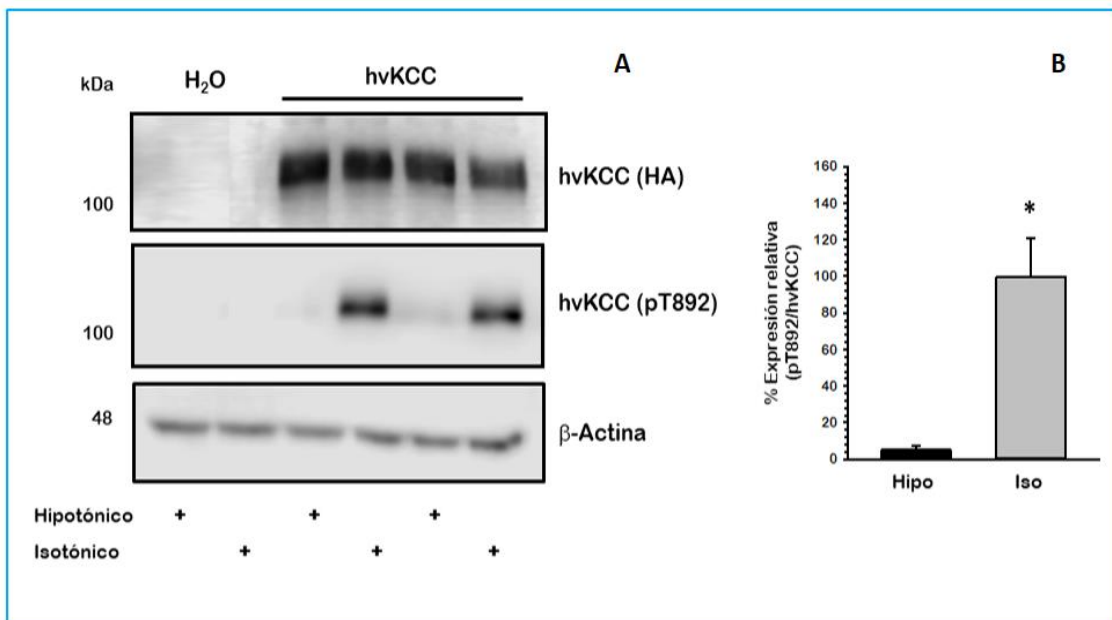 A
B
kDa
H₂O
hvKCC
hvKCC (HA)
100
hvKCC (pT892)
100
48
β-Actina
Hipotónico + + +
Isotónico + + +
% Expresión relativa
(pT892/hvKCC)
160
140
120
100
80
60
40
20
0
*
Hipo Iso